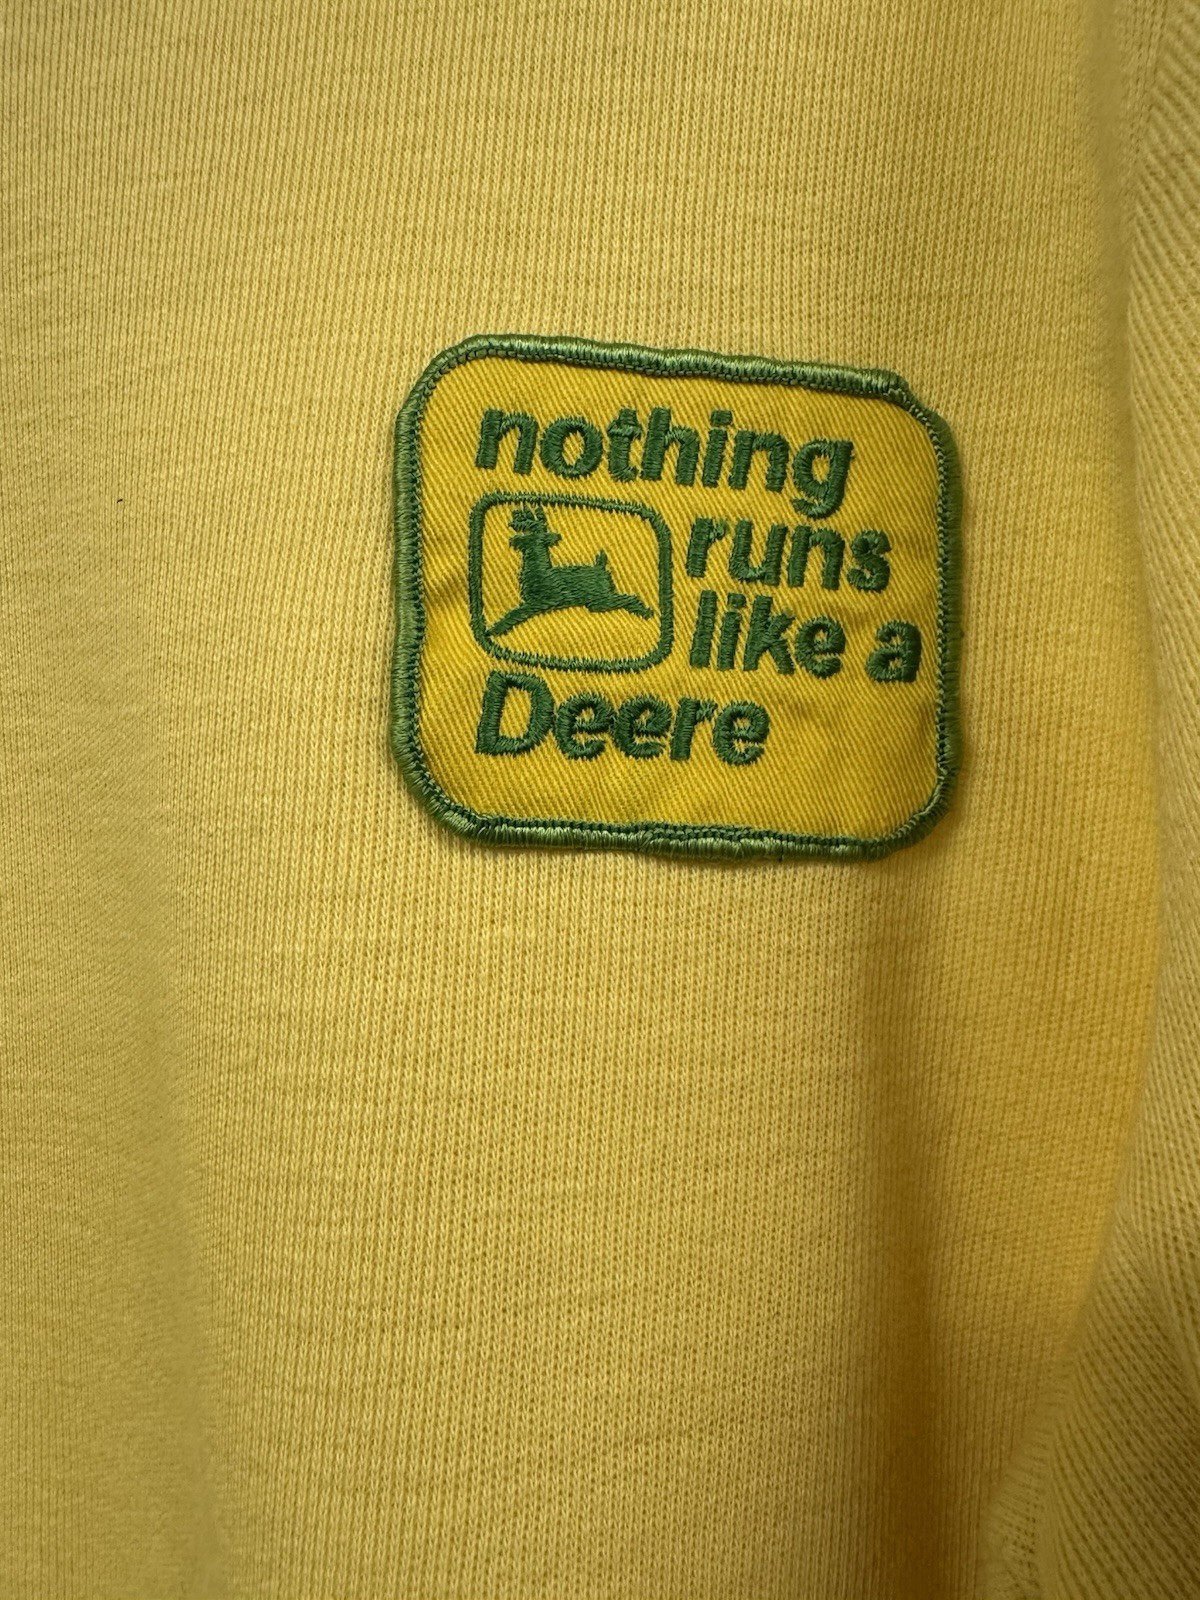 nothing
runs
like a
Deere